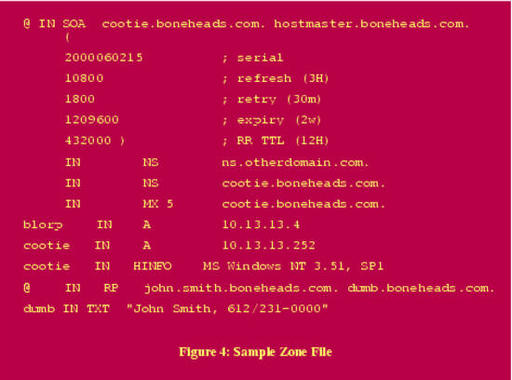 @ IN SOA cootie.boneheads.com. hostmaster.boneheads.com.
(
2000060215 ; serial
10800 ; refresh (3H)
1800 ; retry (30m)
1209600 ; expiry (2w)
432000 ) ; RR TTL (12H)
IN NS ns.otherdomain.com.
IN NS cootie.boneheads.com.
IN MX 5 cootie.boneheads.com.
blorp IN A 10.13.13.4
cootie IN A 10.13.13.252
cootie IN HINFO MS Windows NT 3.51, SP1
@ IN RP john.smith.boneheads.com. dumb.boneheads.com.
dumb IN TXT "John Smith, 612/231-0000"
Figure 4: Sample Zone File